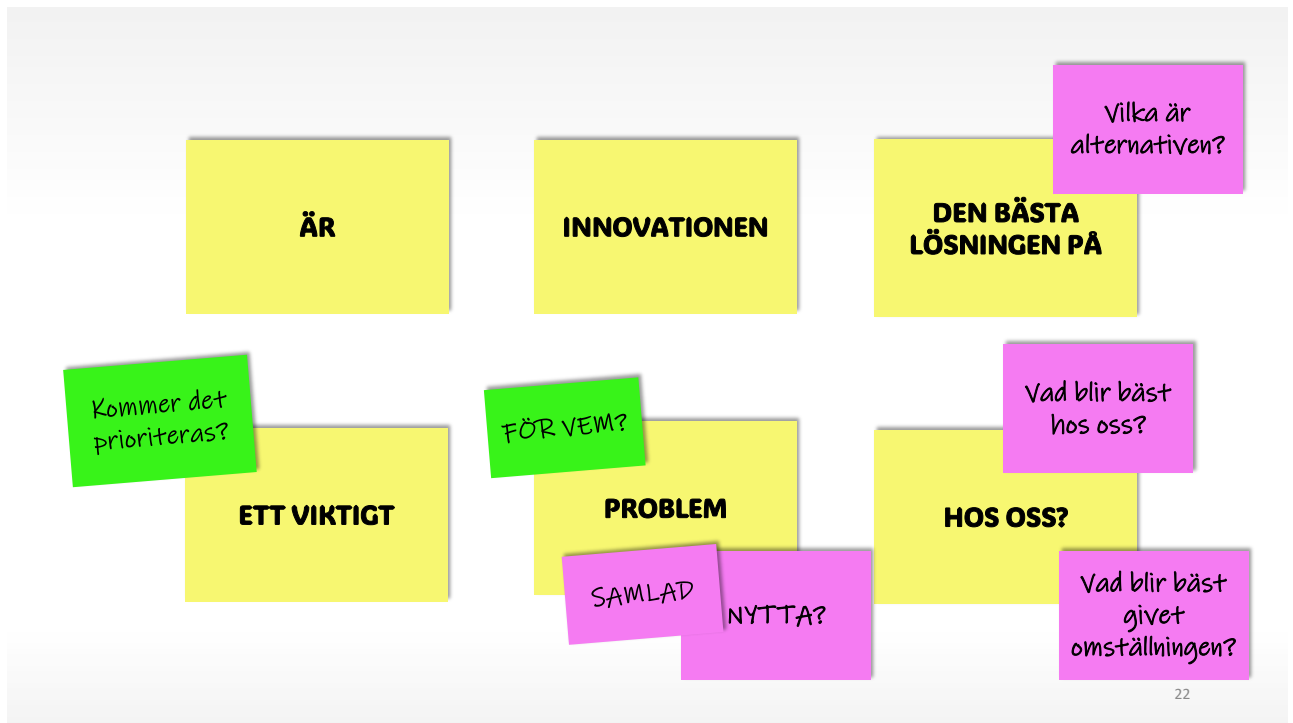 Vilka är
alternativen?
ÄR
INNOVATIONEN
DEN BÄSTA
LÖSNINGEN PÅ
Kommer det
prioriteras?
FÖR VEM?
Vad blir bäst
hos oss?
ETT VIKTIGT
PROBLEM
HOS OSS?
SAMLAD
NYTTA?
Vad blir bäst
givet
omställningen?
22